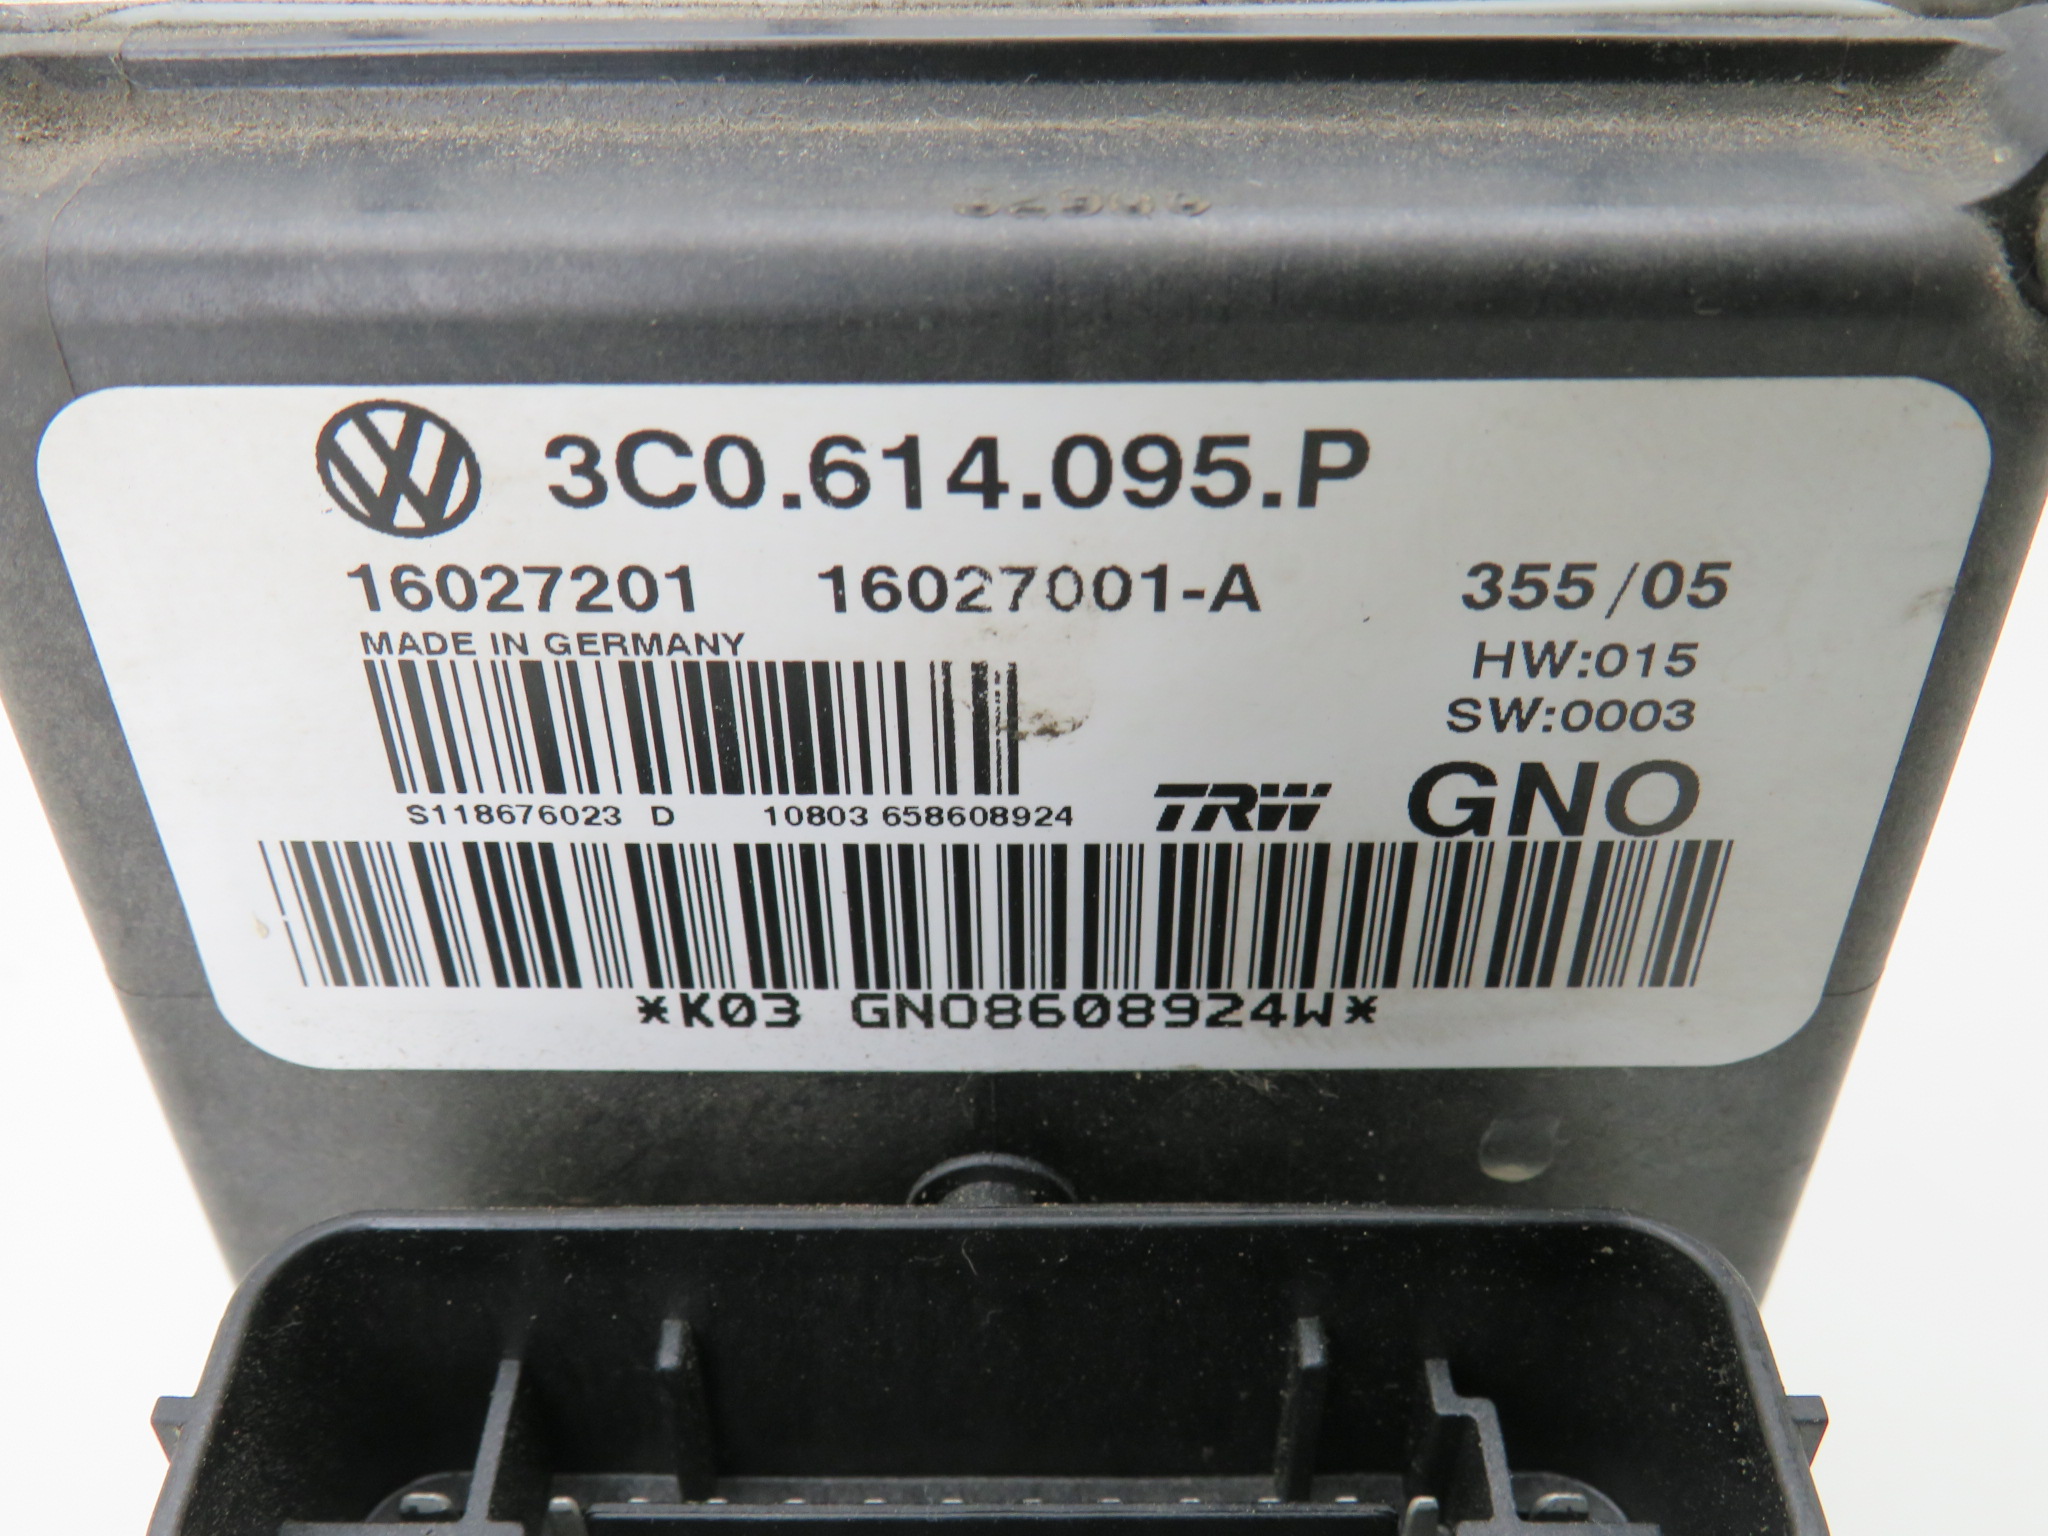 3C0.614.095.P
16027201 16027001-A 355/05
MADE IN GERMANY
HW:015
SW:0003
S118676023 D 10803 658608924
TRW GNO
*K03 GNO8608924W*